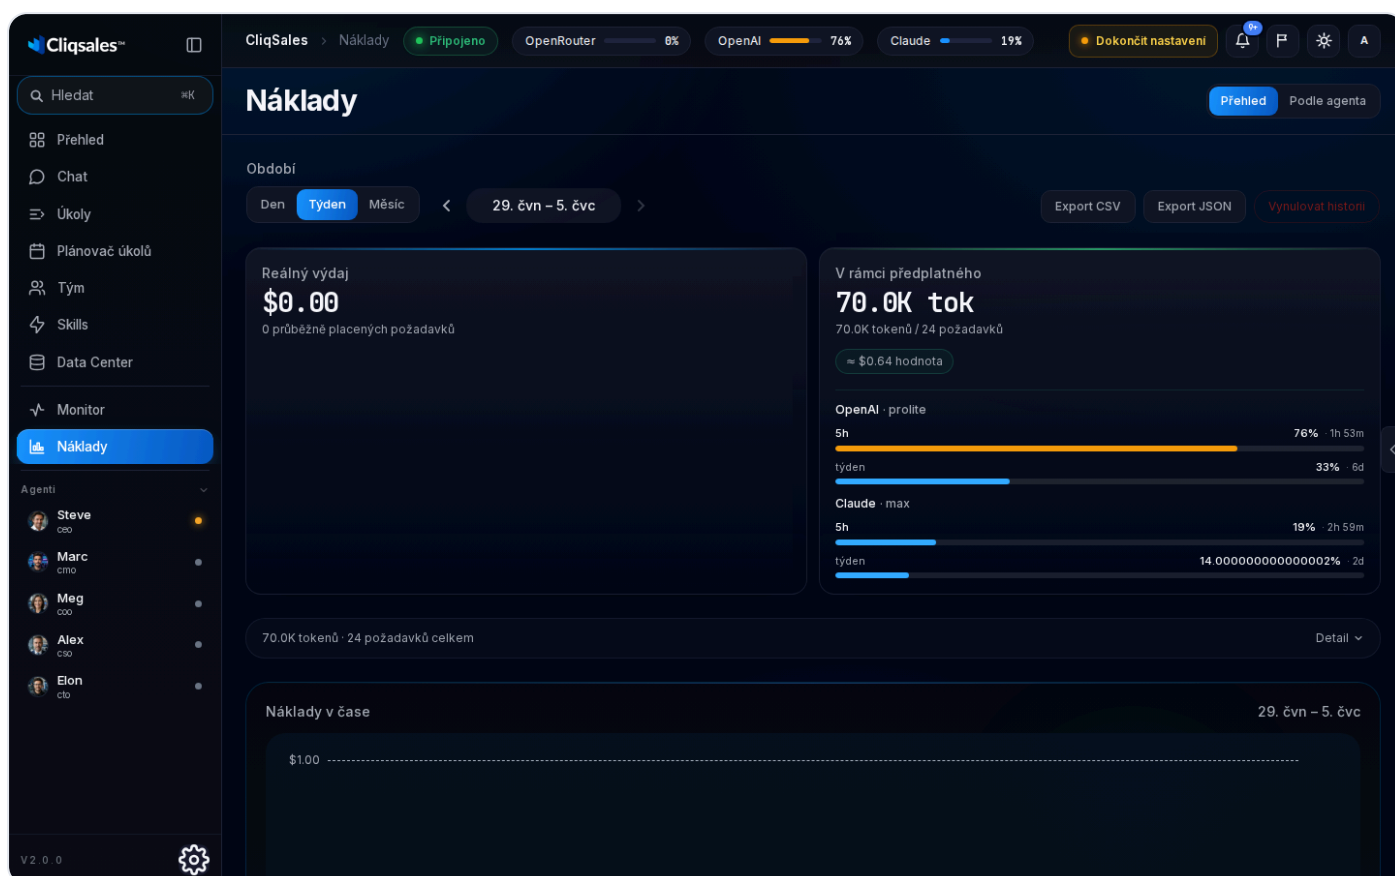 Cliqsales™
Hledat ⌘K
Přehled
Chat
Úkoly
Plánovač úkolů
Tým
Skills
Data Center
Monitor
Náklady
Agenti
Steve
ceo
Marc
cmo
Meg
coo
Alex
cso
Elon
cto
V2.0.0
CliqSales > Náklady
Připojeno
OpenRouter 0%
OpenAI 76%
Claude 19%
Dokončit nastavení
9+
A
Náklady
Přehled Podle agenta
Období
Den Týden Měsíc
29. čvn – 5. čvc
Export CSV Export JSON Vynulovat historii
Reálný výdaj
$0.00
0 průběžně placených požadavků
V rámci předplatného
70.0K tok
70.0K tokenů / 24 požadavků
≈ $0.64 hodnota
OpenAI · prolite
5h 76% · 1h 53m
týden 33% · 6d
Claude · max
5h 19% · 2h 59m
týden 14.000000000000002% · 2d
70.0K tokenů · 24 požadavků celkem Detail
Náklady v čase 29. čvn – 5. čvc
$1.00